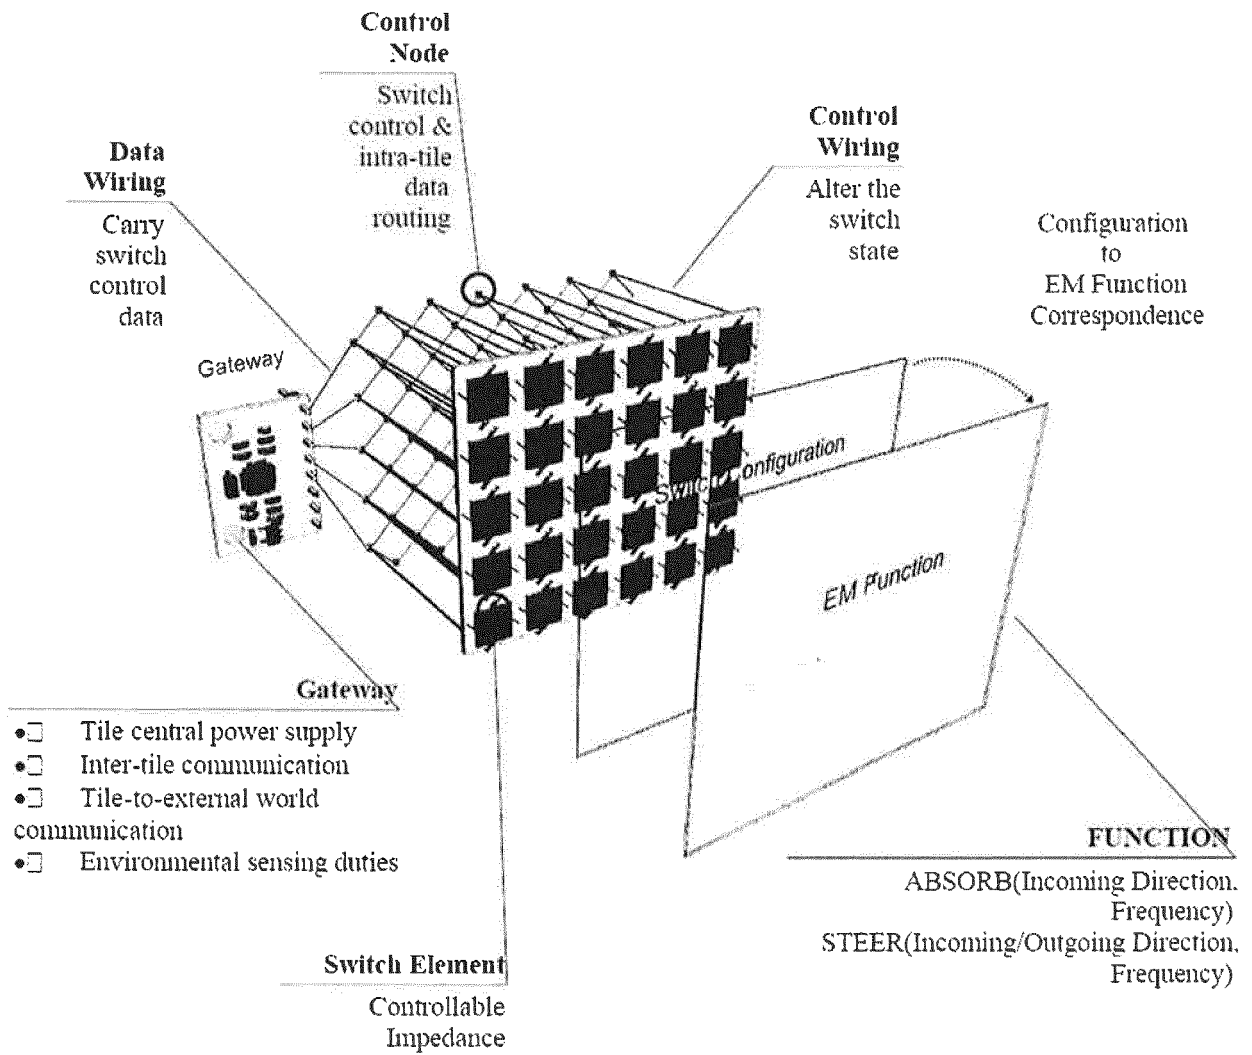 Control
Node
Switch
control &
intra-tile
data
routing
Control
Wiring
Alter the
switch
state
Data
Wiring
Carry
switch
control
data
Configuration
to
EM Function
Correspondence
Gateway
Switch Configuration
EM Function
Gateway
● Tile central power supply
● Inter-tile communication
● Tile-to-external world
communication
● Environmental sensing duties
FUNCTION
ABSORB(Incoming Direction,
Frequency)
STEER(Incoming/Outgoing Direction,
Frequency)
Switch Element
Controllable
Impedance